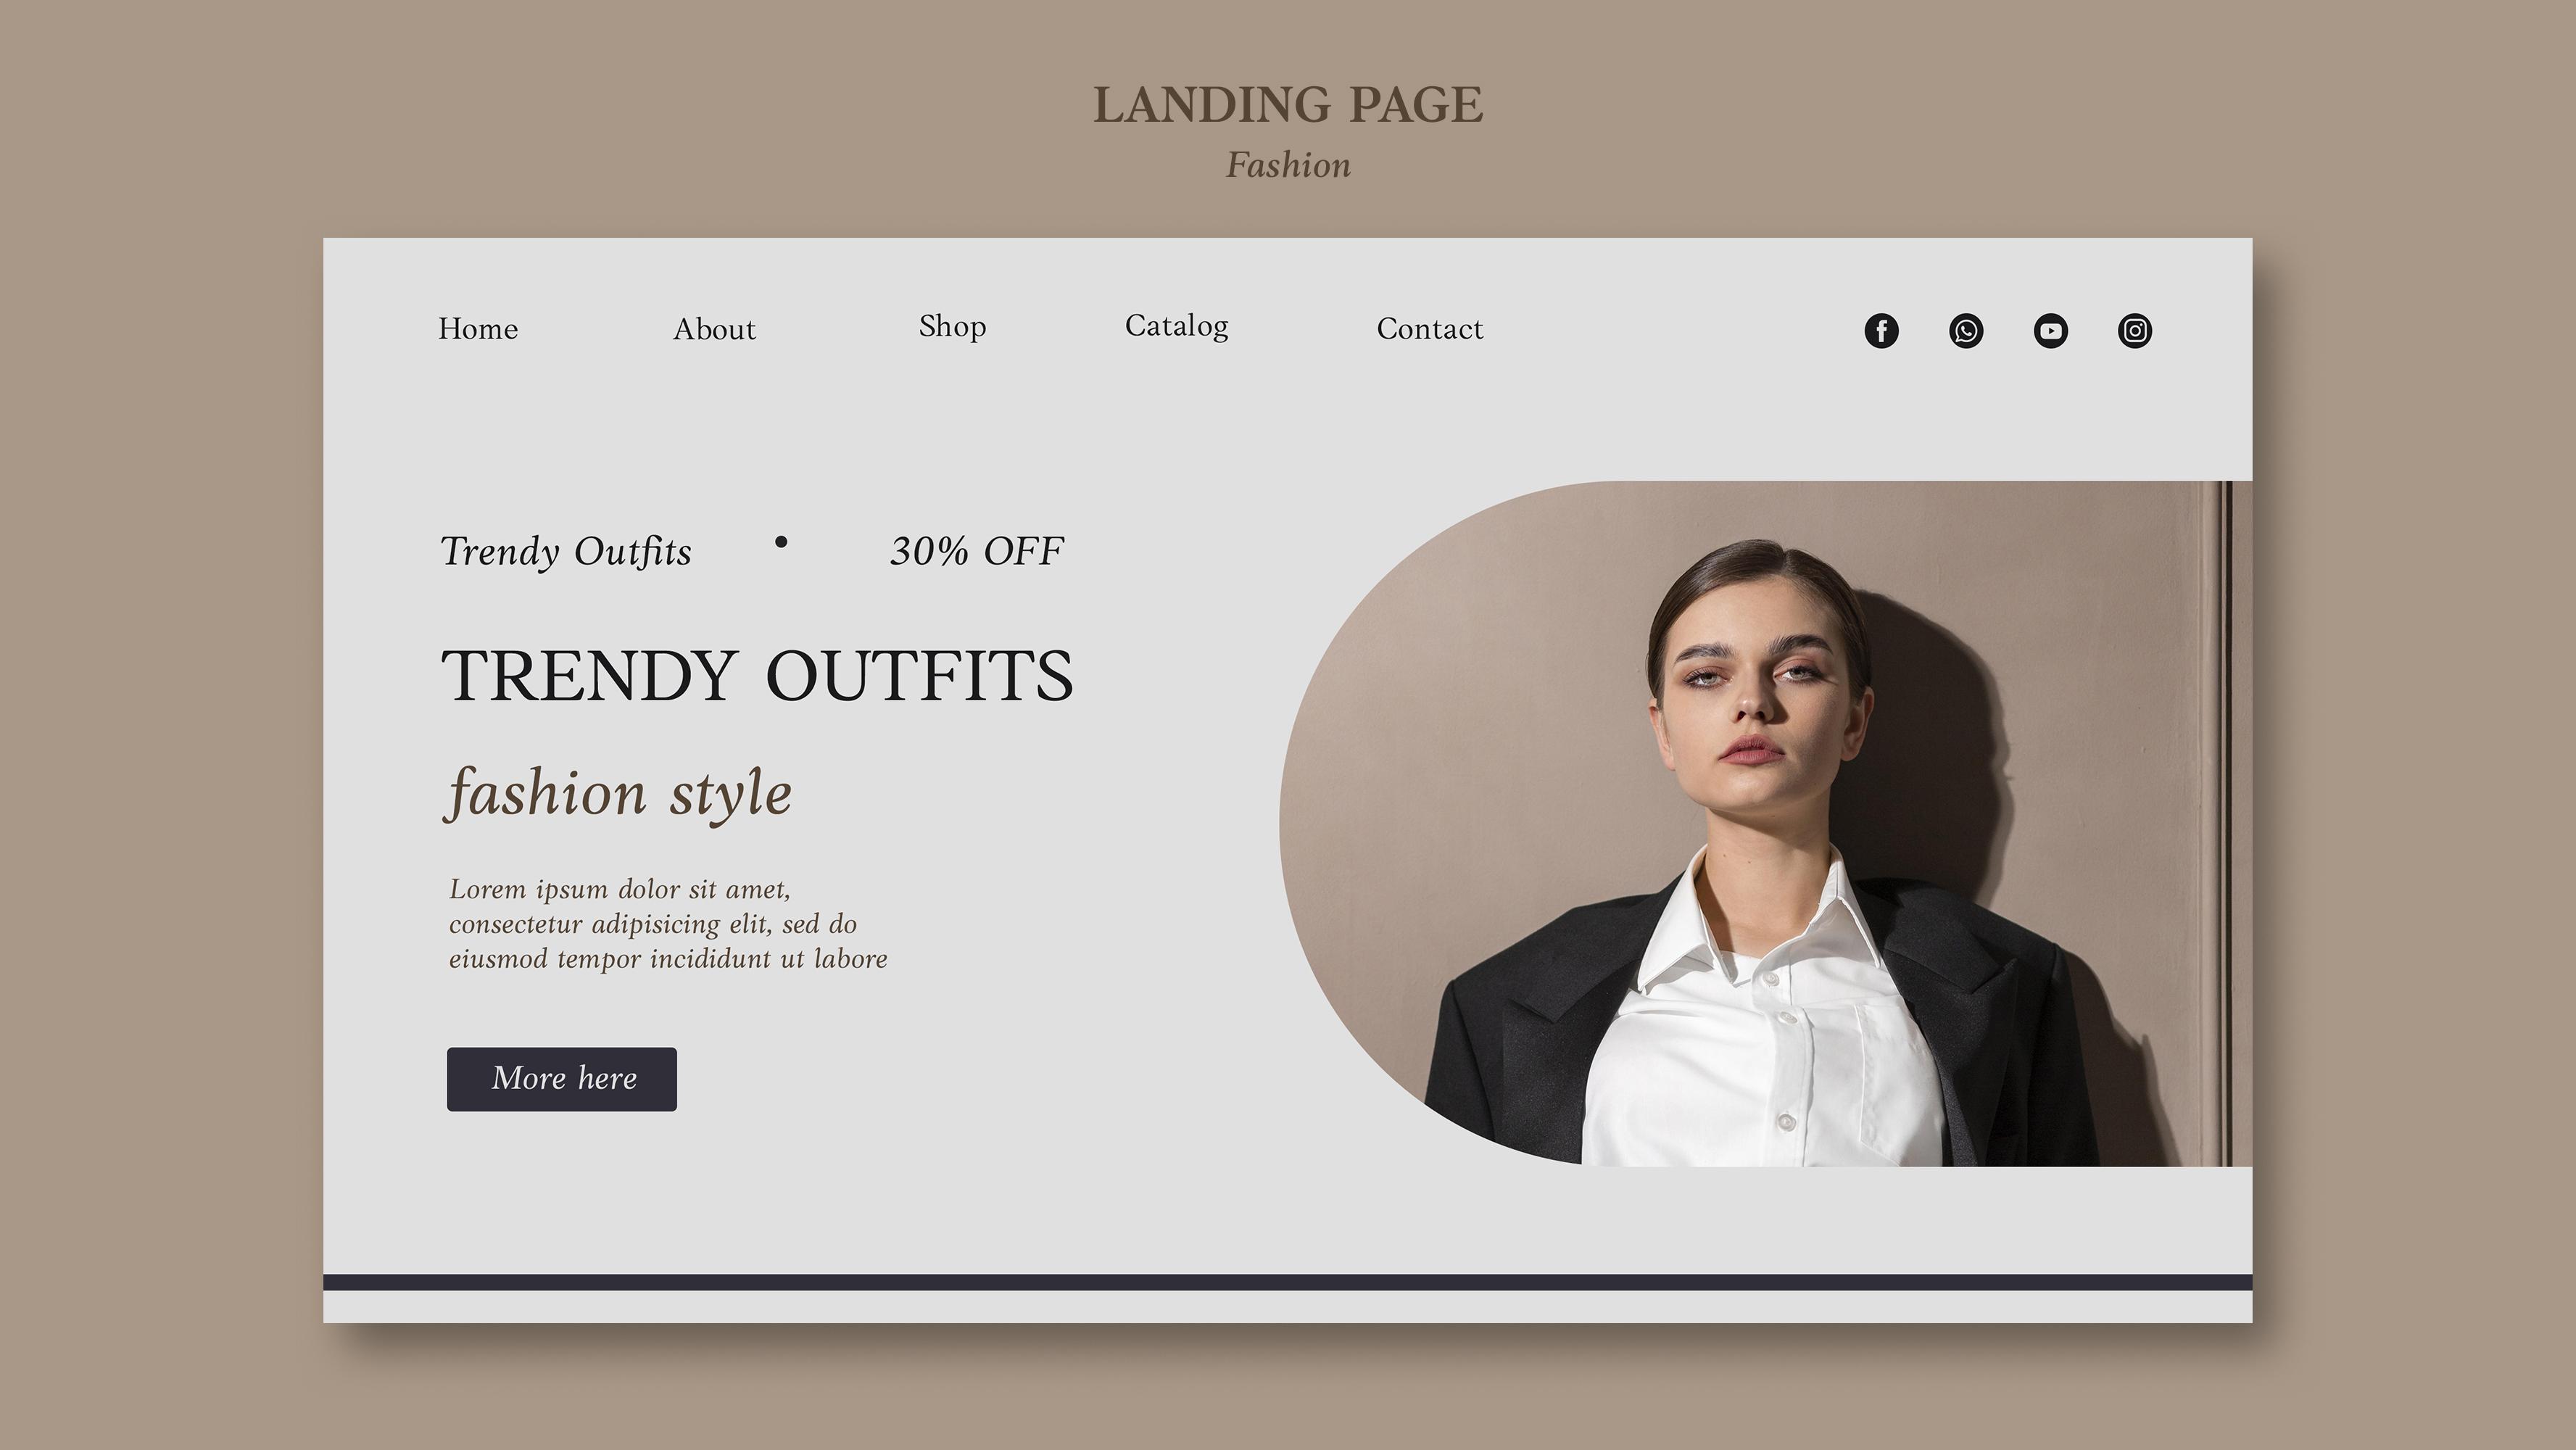 LANDING PAGE
Fashion
Home About Shop Catalog Contact
Trendy Outfits • 30% OFF
TRENDY OUTFITS
fashion style
Lorem ipsum dolor sit amet,
consectetur adipisicing elit, sed do
eiusmod tempor incididunt ut labore
More here